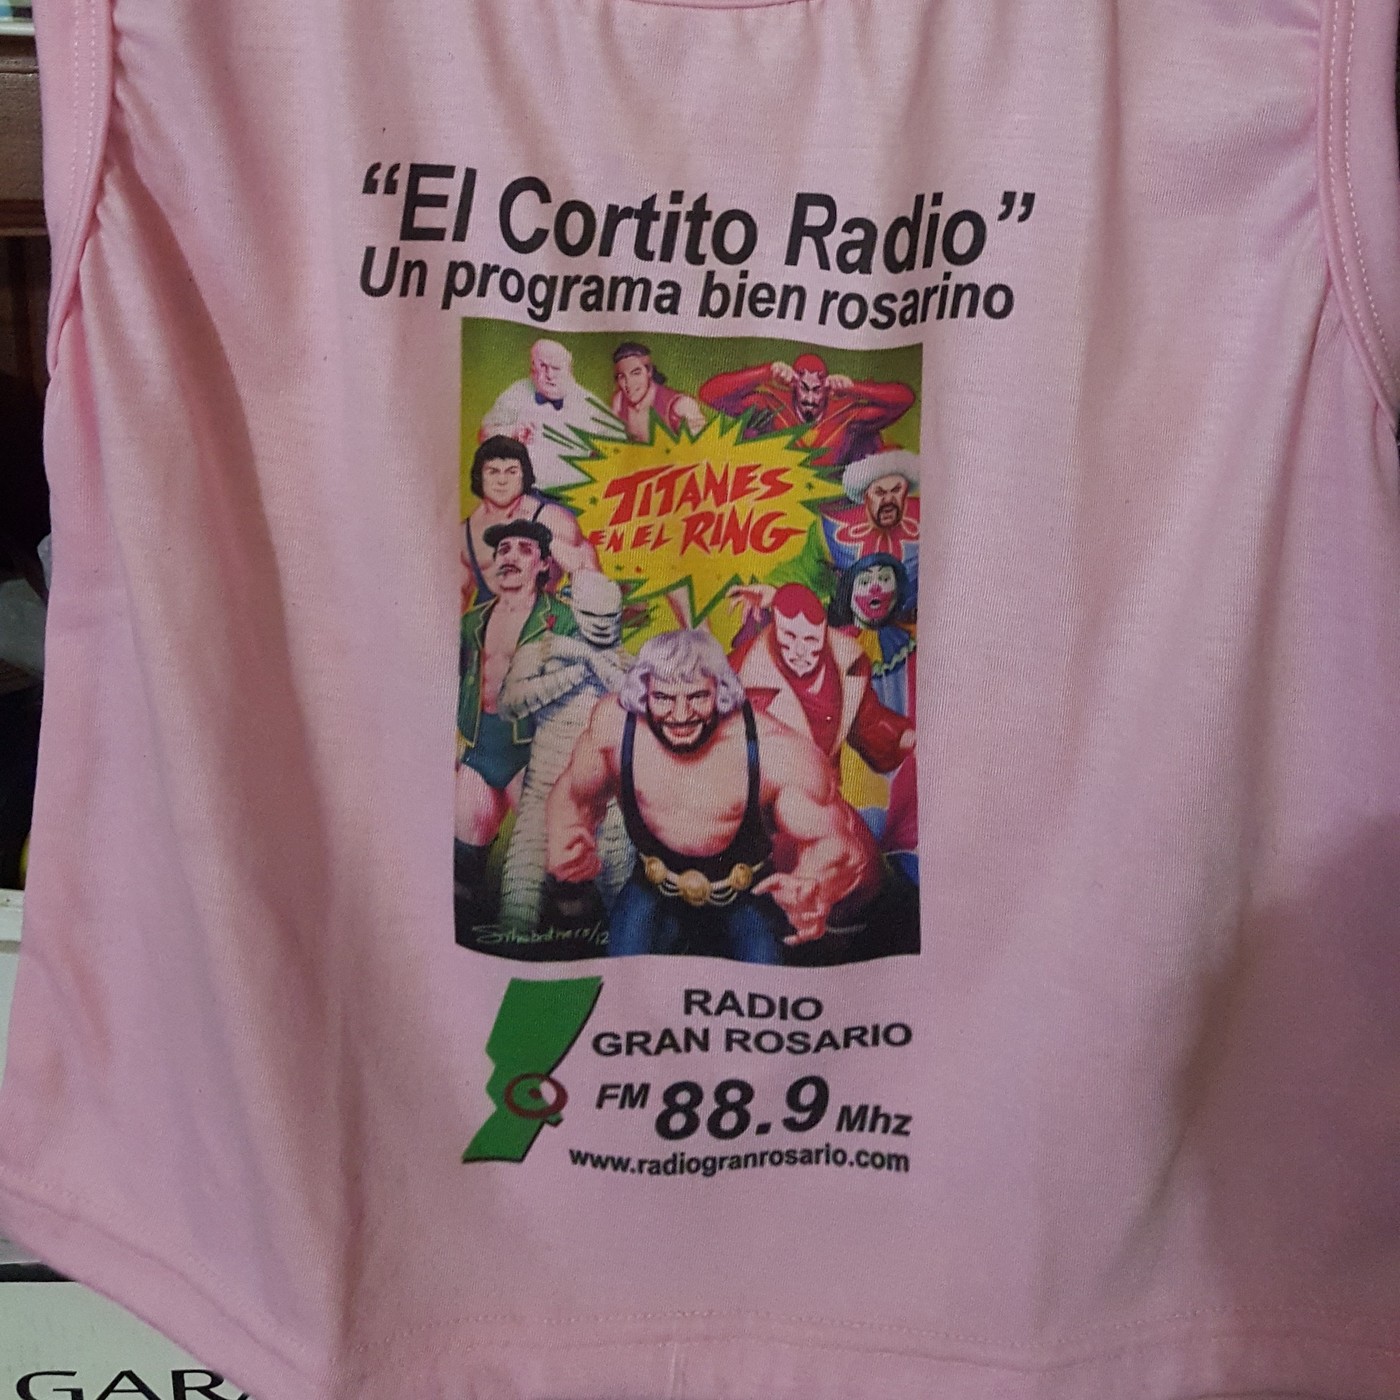 “El Cortito Radio”
Un programa bien rosarino
TITANES
EN EL RING
RADIO
GRAN ROSARIO
FM 88.9 Mhz
www.radiogranrosario.com